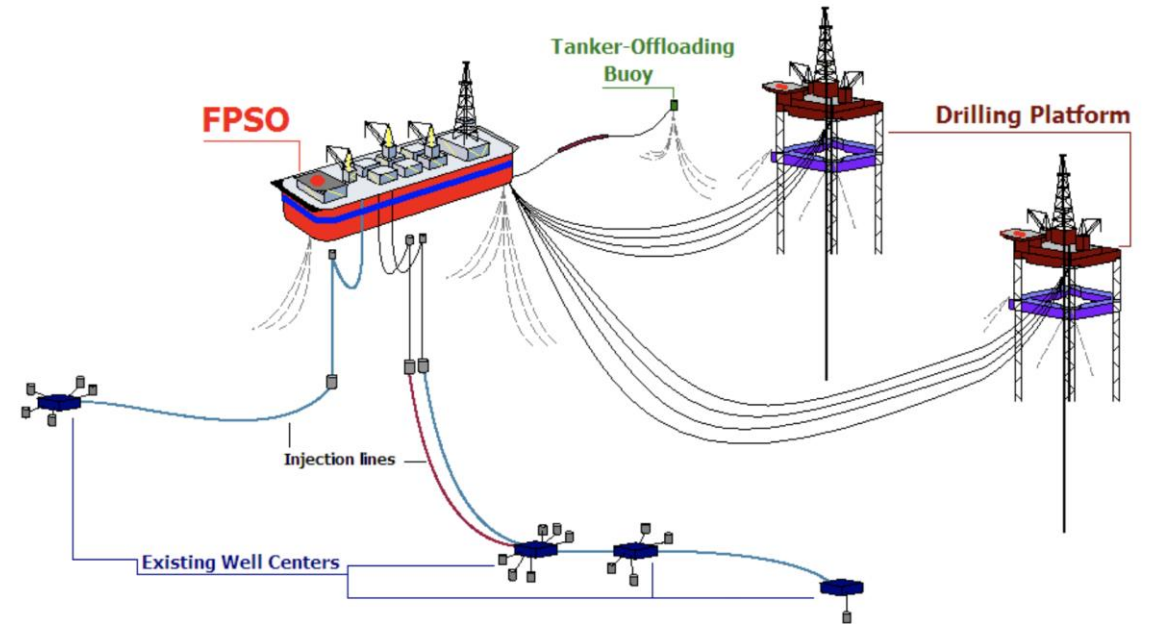 Tanker-Offloading
Buoy
FPSO
Drilling Platform
Injection lines
Existing Well Centers